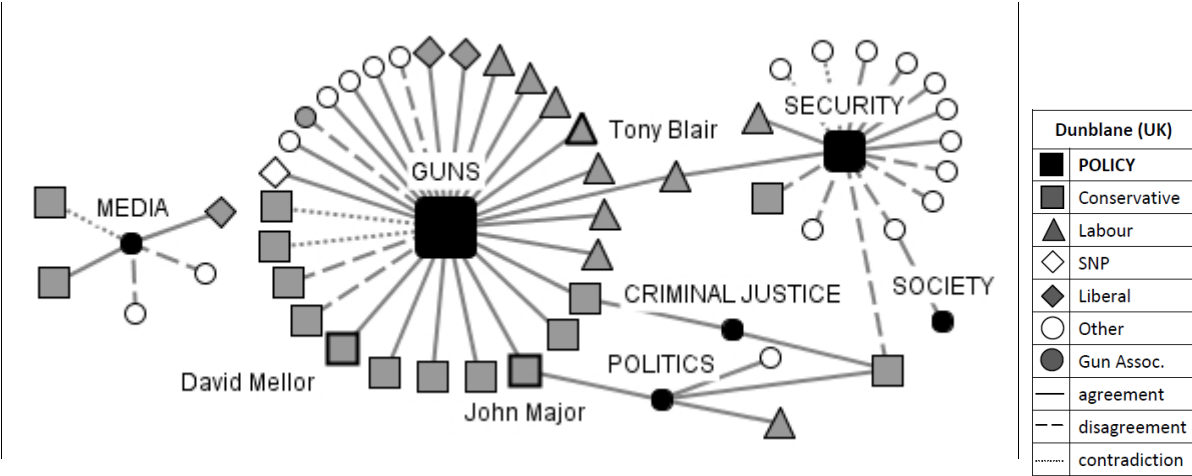 MEDIA
GUNS
Tony Blair
SECURITY
SOCIETY
CRIMINAL JUSTICE
POLITICS
David Mellor
John Major
Dunblane (UK)
POLICY
Conservative
Labour
SNP
Liberal
Other
Gun Assoc.
agreement
disagreement
contradiction